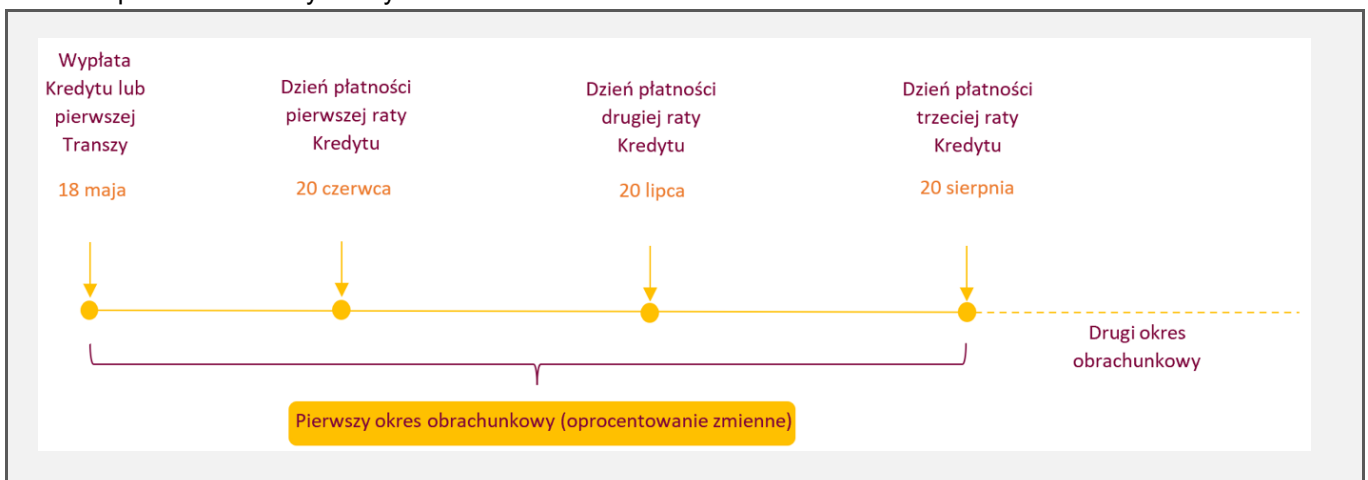 Wypłata
Kredytu lub
pierwszej
Transzy
18 maja
Dzień płatności
pierwszej raty
Kredytu
20 czerwca
Dzień płatności
drugiej raty
Kredytu
20 lipca
Dzień płatności
trzeciej raty
Kredytu
20 sierpnia
Drugi okres
obrachunkowy
Pierwszy okres obrachunkowy (oprocentowanie zmienne)